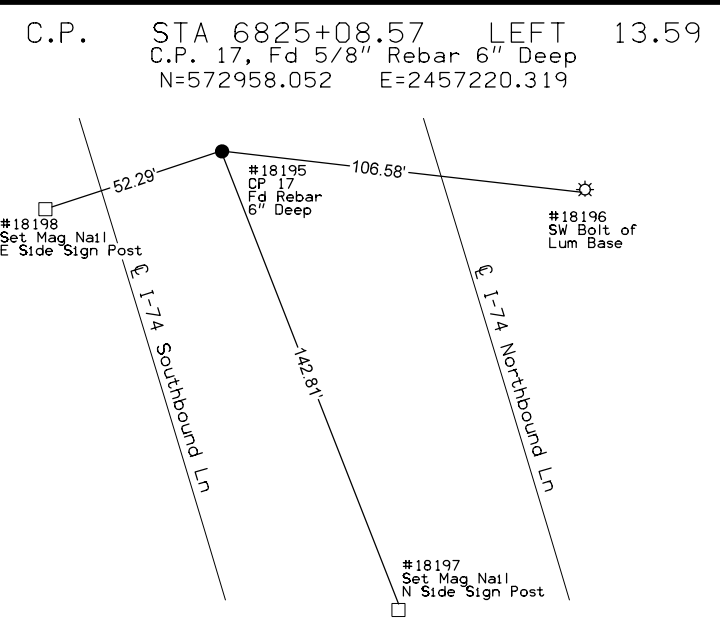 C.P. STA 6825+08.57 LEFT 13.59
C.P. 17, Fd 5/8" Rebar 6" Deep
N=572958.052 E=2457220.319
52.29'
106.58'
#18195
CP 17
Fd Rebar
6" Deep
#18198
Set Mag Nail
E Side Sign Post
#18196
SW Bolt of
Lum Base
℄ I-74 Southbound Ln
142.81'
℄ I-74 Northbound Ln
#18197
Set Mag Nail
N Side Sign Post